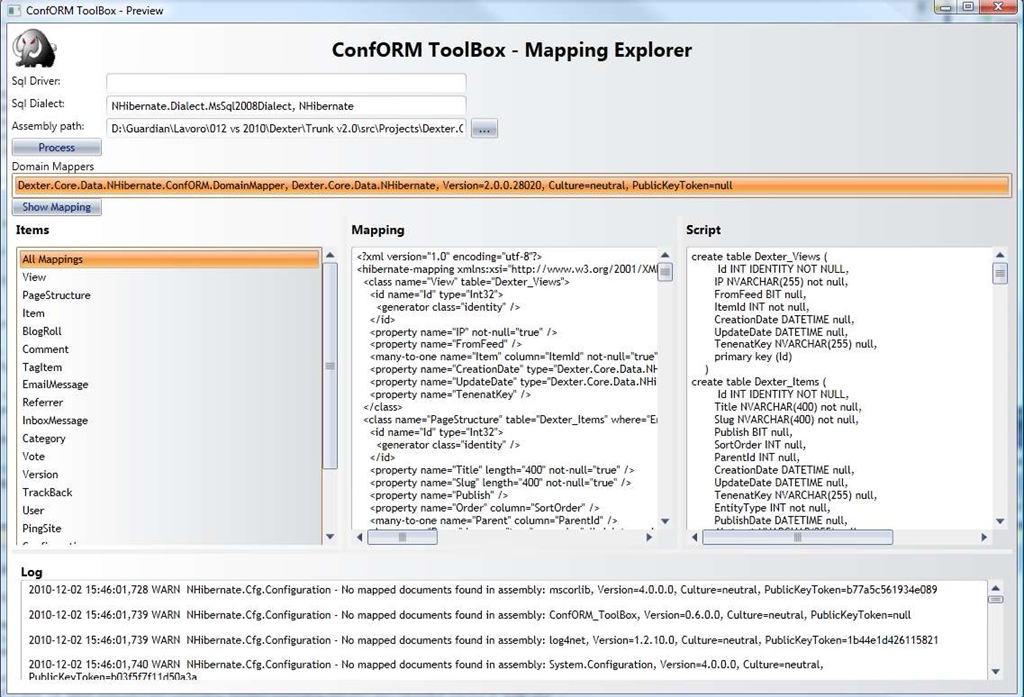 ConfORM ToolBox - Preview
ConfORM ToolBox - Mapping Explorer
Sql Driver:
Sql Dialect:
NHibernate.Dialect.MsSql2008Dialect, NHibernate
Assembly path:
D:\Guardian\Lavoro\012 vs 2010\Dexter\Trunk v2.0\src\Projects\Dexter.C
...
Process
Domain Mappers
Dexter.Core.Data.NHibernate.ConfORM.DomainMapper, Dexter.Core.Data.NHibernate, Version=2.0.0.28020, Culture=neutral, PublicKeyToken=null
Show Mapping
Items
All Mappings
View
PageStructure
Item
BlogRoll
Comment
TagItem
EmailMessage
Referrer
InboxMessage
Category
Vote
Version
TrackBack
User
PingSite
Mapping
<?xml version="1.0" encoding="utf-8"?>
<hibernate-mapping xmlns:xsi="http://www.w3.org/2001/XM
<class name="View" table="Dexter_Views">
<id name="Id" type="Int32">
<generator class="identity" />
</id>
<property name="IP" not-null="true" />
<property name="FromFeed" />
<many-to-one name="Item" column="ItemId" not-null="true"
<property name="CreationDate" type="Dexter.Core.Data.NH
<property name="UpdateDate" type="Dexter.Core.Data.NHi
<property name="TenenatKey" />
</class>
<class name="PageStructure" table="Dexter_Items" where="E
<id name="Id" type="Int32">
<generator class="identity" />
</id>
<property name="Title" length="400" not-null="true" />
<property name="Slug" length="400" not-null="true" />
<property name="Publish" />
<property name="Order" column="SortOrder" />
<many-to-one name="Parent" column="ParentId" />
Script
create table Dexter_Views (
Id INT IDENTITY NOT NULL,
IP NVARCHAR(255) not null,
FromFeed BIT null,
ItemId INT not null,
CreationDate DATETIME null,
UpdateDate DATETIME null,
TenenatKey NVARCHAR(255) null,
primary key (Id)
)
create table Dexter_Items (
Id INT IDENTITY NOT NULL,
Title NVARCHAR(400) not null,
Slug NVARCHAR(400) not null,
Publish BIT null,
SortOrder INT null,
ParentId INT null,
CreationDate DATETIME null,
UpdateDate DATETIME null,
TenenatKey NVARCHAR(255) null,
EntityType INT not null,
PublishDate DATETIME null,
Log
2010-12-02 15:46:01,728 WARN NHibernate.Cfg.Configuration - No mapped documents found in assembly: mscorlib, Version=4.0.0.0, Culture=neutral, PublicKeyToken=b77a5c561934e089
2010-12-02 15:46:01,739 WARN NHibernate.Cfg.Configuration - No mapped documents found in assembly: ConfORM_ToolBox, Version=0.6.0.0, Culture=neutral, PublicKeyToken=null
2010-12-02 15:46:01,739 WARN NHibernate.Cfg.Configuration - No mapped documents found in assembly: log4net, Version=1.2.10.0, Culture=neutral, PublicKeyToken=1b44e1d426115821
2010-12-02 15:46:01,740 WARN NHibernate.Cfg.Configuration - No mapped documents found in assembly: System.Configuration, Version=4.0.0.0, Culture=neutral,
PublicKeyToken=b03f5f7f11d50a3a